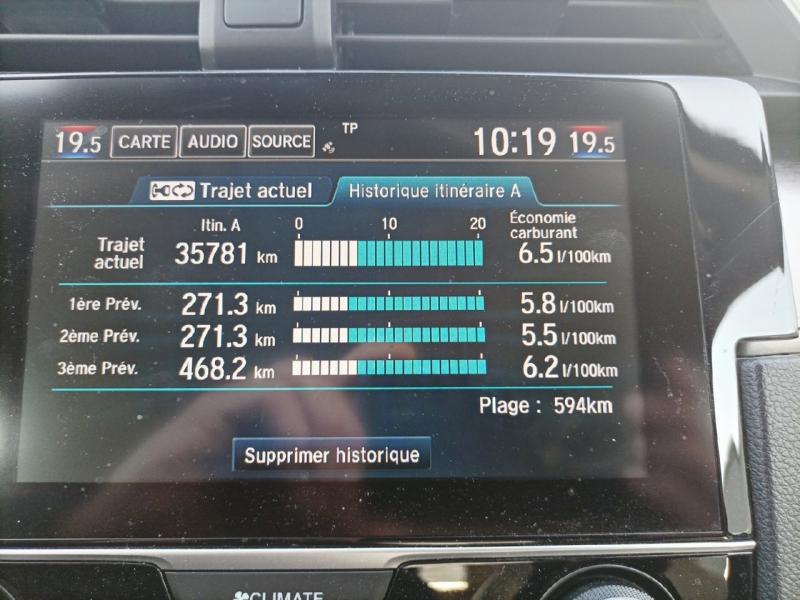 19.5 CARTE AUDIO SOURCE TP 10:19 19.5
Trajet actuel Historique itinéraire A
Itin. A 0 10 20 Économie carburant
Trajet actuel 35781 km 6.5 l/100km
1ère Prév. 271.3 km 5.8 l/100km
2ème Prév. 271.3 km 5.5 l/100km
3ème Prév. 468.2 km 6.2 l/100km
Plage : 594km
Supprimer historique
CLIMATE